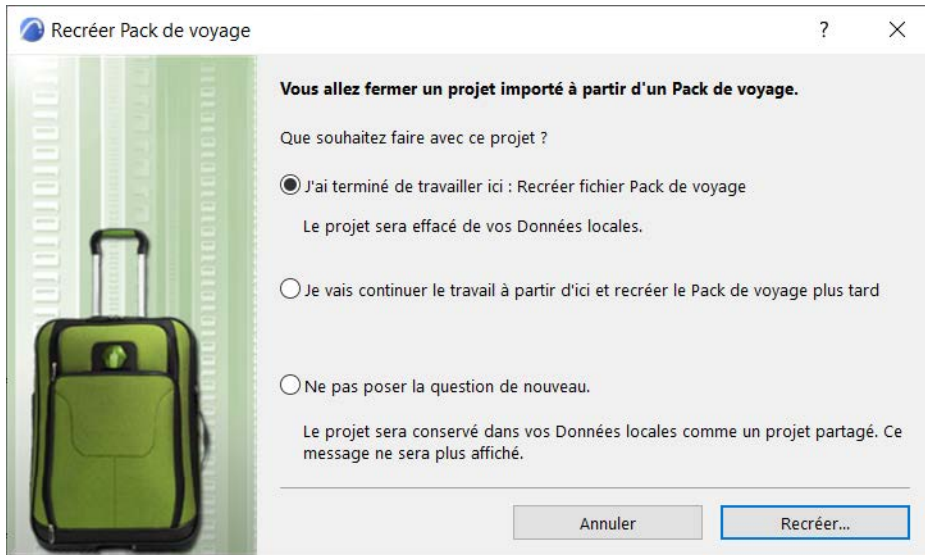 Recréer Pack de voyage
?
Vous allez fermer un projet importé à partir d'un Pack de voyage.
Que souhaitez faire avec ce projet ?
J'ai terminé de travailler ici : Recréer fichier Pack de voyage
Le projet sera effacé de vos Données locales.
Je vais continuer le travail à partir d'ici et recréer le Pack de voyage plus tard
Ne pas poser la question de nouveau.
Le projet sera conservé dans vos Données locales comme un projet partagé. Ce
message ne sera plus affiché.
Annuler
Recréer...